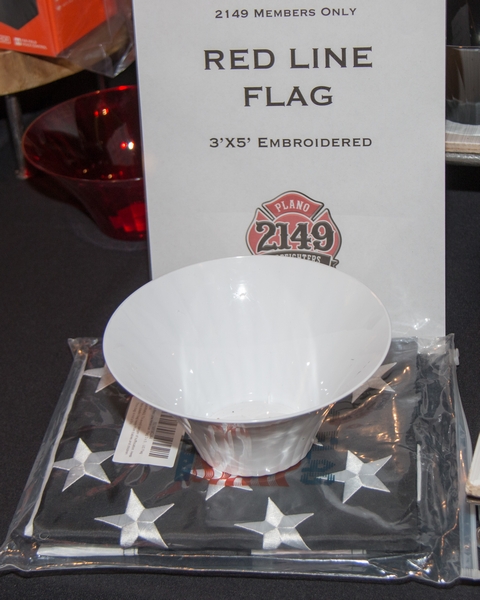 2149 Members Only
RED LINE
FLAG
3'X5' Embroidered
PLANO
2149